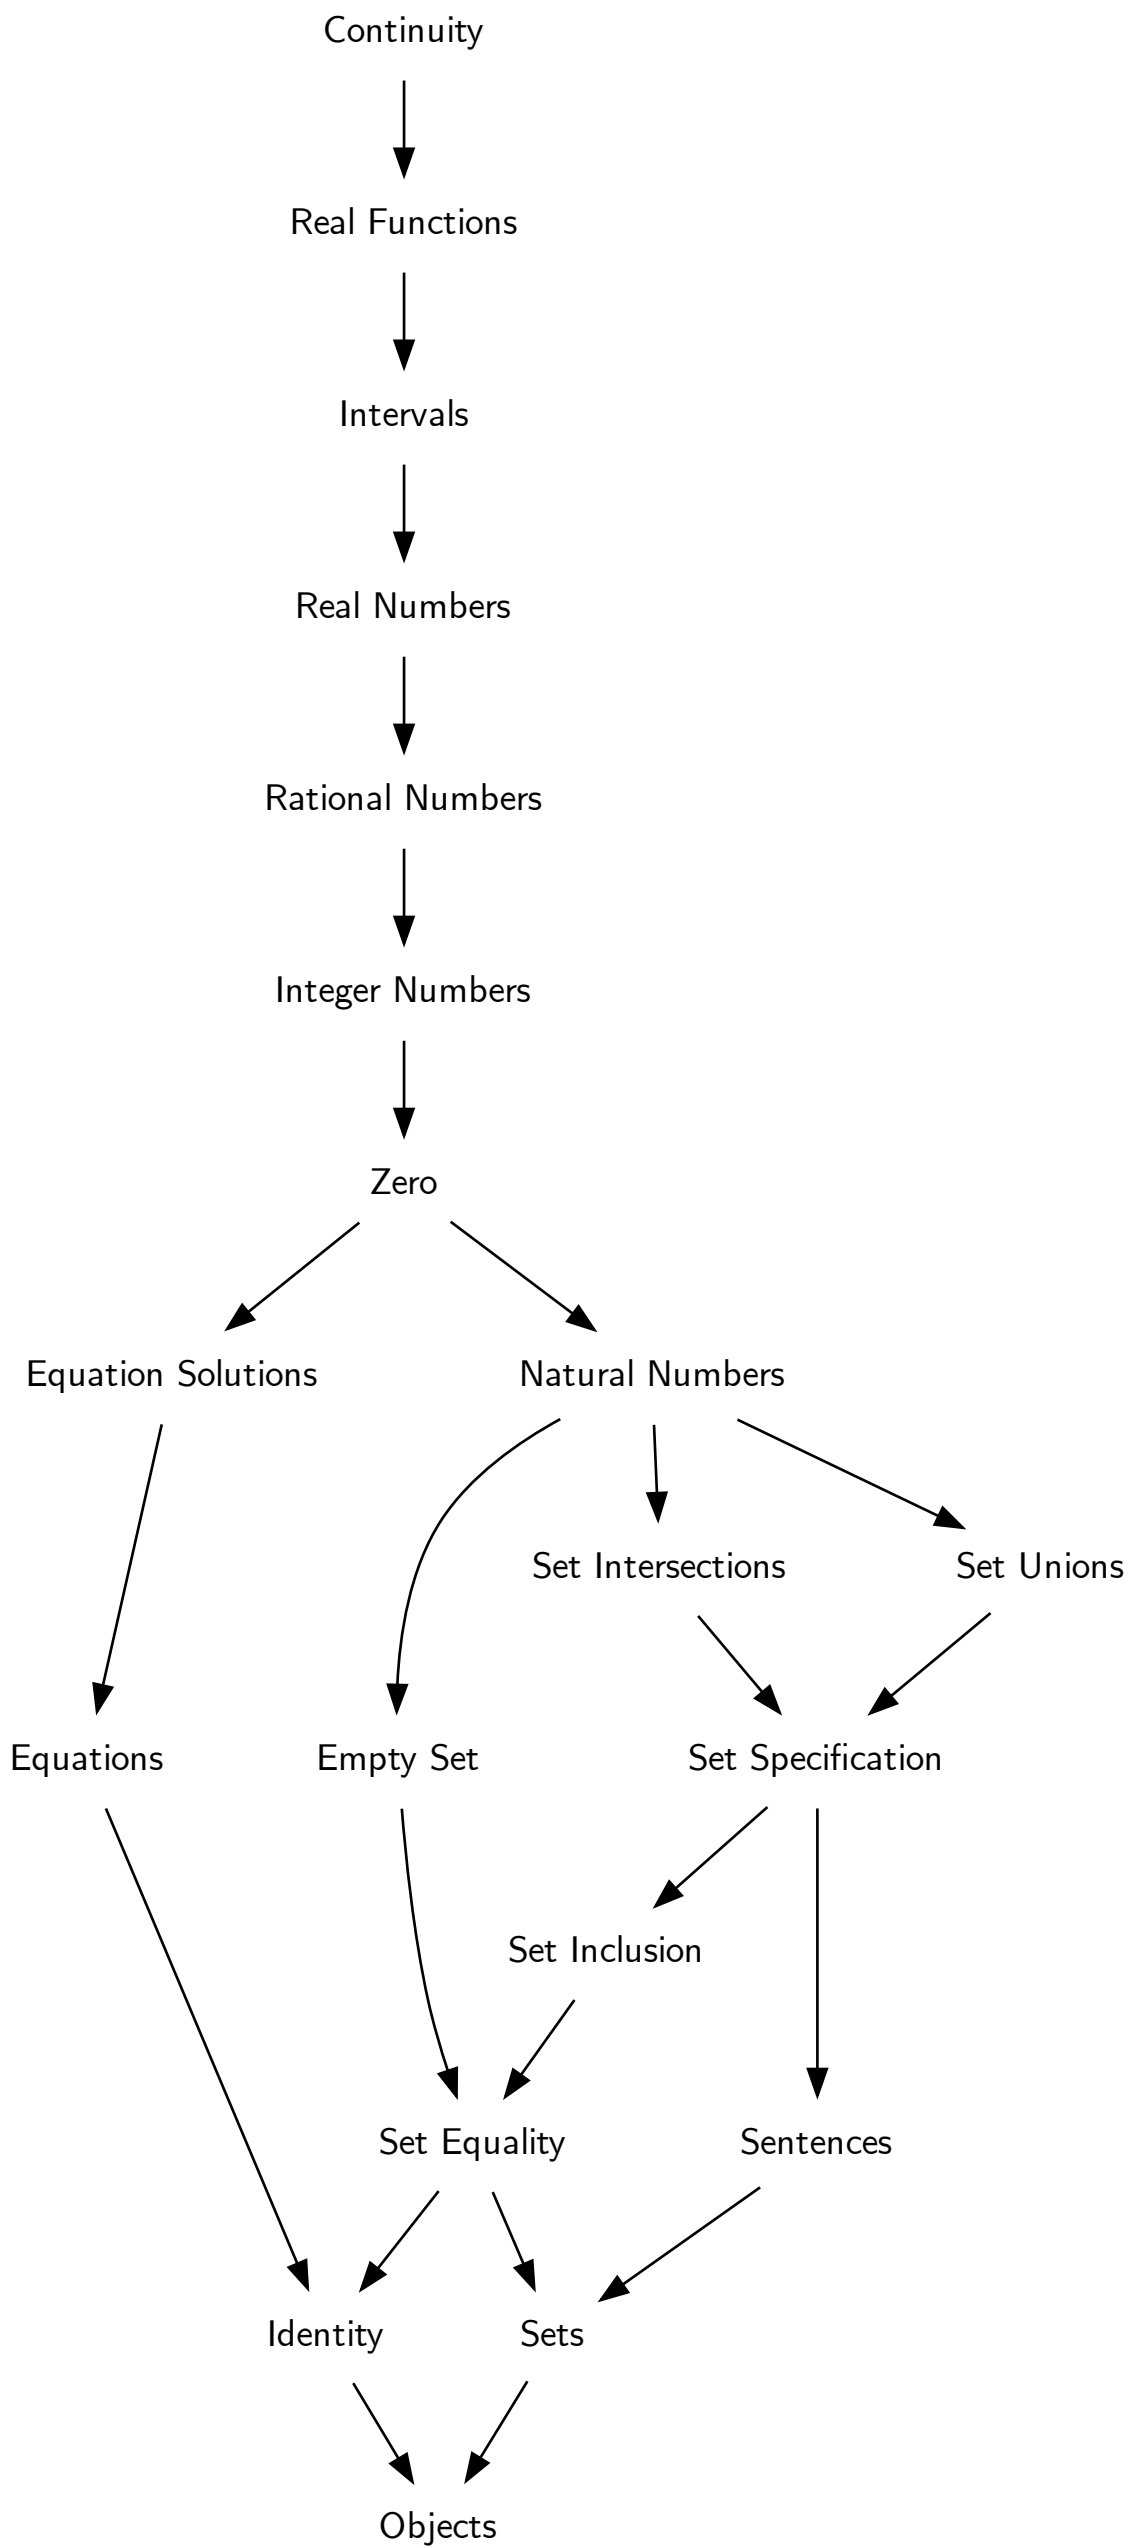 Continuity
Real Functions
Intervals
Real Numbers
Rational Numbers
Integer Numbers
Zero
Equation Solutions
Natural Numbers
Set Intersections
Set Unions
Equations
Empty Set
Set Specification
Set Inclusion
Set Equality
Sentences
Identity
Sets
Objects